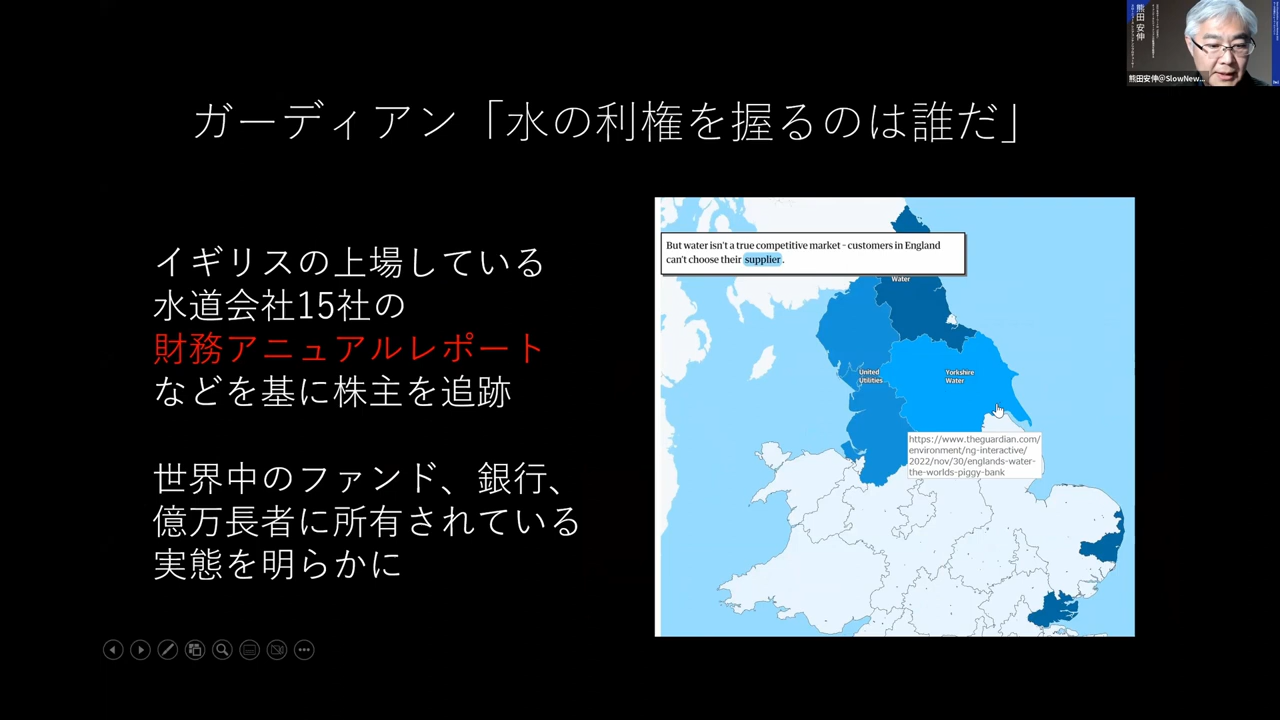 熊田安伸
熊田安伸@SlowNew...
ガーディアン「水の利権を握るのは誰だ」
イギリスの上場している
水道会社15社の
財務アニュアルレポート
などを基に株主を追跡
世界中のファンド、銀行、
億万長者に所有されている
実態を明らかに
But water isn't a true competitive market - customers in England
can't choose their supplier.
Water
United
Utilities
Yorkshire
Water
https://www.theguardian.com/
environment/ng-interactive/
2022/nov/30/englands-water-
the-worlds-piggy-bank